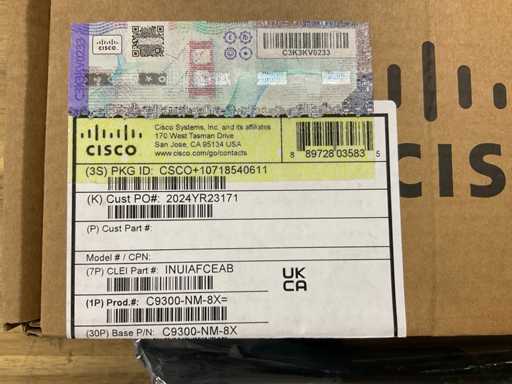 C3K3KV0233
CISCO
C3K3KV0233
CISCO
Cisco Systems, Inc. and its affiliates
170 West Tasman Drive
San Jose, CA 95134 USA
www.cisco.com/go/contacts
8 89728 03583 5
(3S) PKG ID: CSCO+10718540611
(K) Cust PO#: 2024YR23171
(P) Cust Part #:
Model # / CPN:
(7P) CLEI Part #: INUIAFCEAB
UK
CA
(1P) Prod.#: C9300-NM-8X=
(30P) Base P/N: C9300-NM-8X
CIS